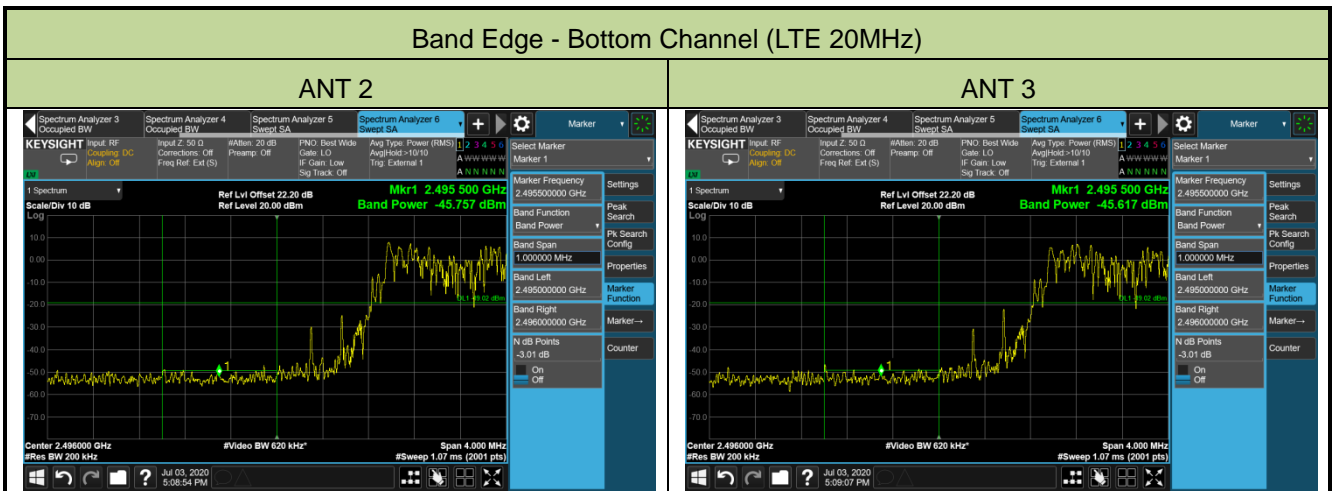 Band Edge - Bottom Channel (LTE 20MHz)
ANT 2
ANT 3
Spectrum Analyzer 3
Occupied BW
Spectrum Analyzer 4
Occupied BW
Spectrum Analyzer 5
Swept SA
Spectrum Analyzer 6
Swept SA
+
Marker
KEYSIGHT
Input: RF
Coupling: DC
Align: Off
Input Z: 50 Ω
Corrections: Off
Freq Ref: Ext (S)
#Atten: 20 dB
Preamp: Off
PNO: Best Wide
Gate: LO
IF Gain: Low
Sig Track: Off
Avg Type: Power (RMS)
Avg|Hold:>10/10
Trig: External 1
1 2 3 4 5 6
A W W W W W
A N N N N N
LXI
1 Spectrum
Scale/Div 10 dB
Log
Ref Lvl Offset 22.20 dB
Ref Level 20.00 dBm
Mkr1 2.495 500 GHz
Band Power -45.757 dBm
10.0
0.00
-10.0
-20.0
-30.0
-40.0
-50.0
-60.0
-70.0
DL1 -19.02 dBm
1
Center 2.496000 GHz
#Res BW 200 kHz
#Video BW 620 kHz*
Span 4.000 MHz
#Sweep 1.07 ms (2001 pts)
Select Marker
Marker 1
Marker Frequency
2.495500000 GHz
Band Function
Band Power
Band Span
1.000000 MHz
Band Left
2.495000000 GHz
Band Right
2.496000000 GHz
N dB Points
-3.01 dB
On
Off
Settings
Peak
Search
Pk Search
Config
Properties
Marker
Function
Marker→
Counter
?
Jul 03, 2020
5:08:54 PM
Spectrum Analyzer 3
Occupied BW
Spectrum Analyzer 4
Occupied BW
Spectrum Analyzer 5
Swept SA
Spectrum Analyzer 6
Swept SA
+
Marker
KEYSIGHT
Input: RF
Coupling: DC
Align: Off
Input Z: 50 Ω
Corrections: Off
Freq Ref: Ext (S)
#Atten: 20 dB
Preamp: Off
PNO: Best Wide
Gate: LO
IF Gain: Low
Sig Track: Off
Avg Type: Power (RMS)
Avg|Hold:>10/10
Trig: External 1
1 2 3 4 5 6
A W W W W W
A N N N N N
LXI
1 Spectrum
Scale/Div 10 dB
Log
Ref Lvl Offset 22.20 dB
Ref Level 20.00 dBm
Mkr1 2.495 500 GHz
Band Power -45.617 dBm
10.0
0.00
-10.0
-20.0
-30.0
-40.0
-50.0
-60.0
-70.0
DL1 -19.02 dBm
1
Center 2.496000 GHz
#Res BW 200 kHz
#Video BW 620 kHz*
Span 4.000 MHz
#Sweep 1.07 ms (2001 pts)
Select Marker
Marker 1
Marker Frequency
2.495500000 GHz
Band Function
Band Power
Band Span
1.000000 MHz
Band Left
2.495000000 GHz
Band Right
2.496000000 GHz
N dB Points
-3.01 dB
On
Off
Settings
Peak
Search
Pk Search
Config
Properties
Marker
Function
Marker→
Counter
?
Jul 03, 2020
5:09:07 PM